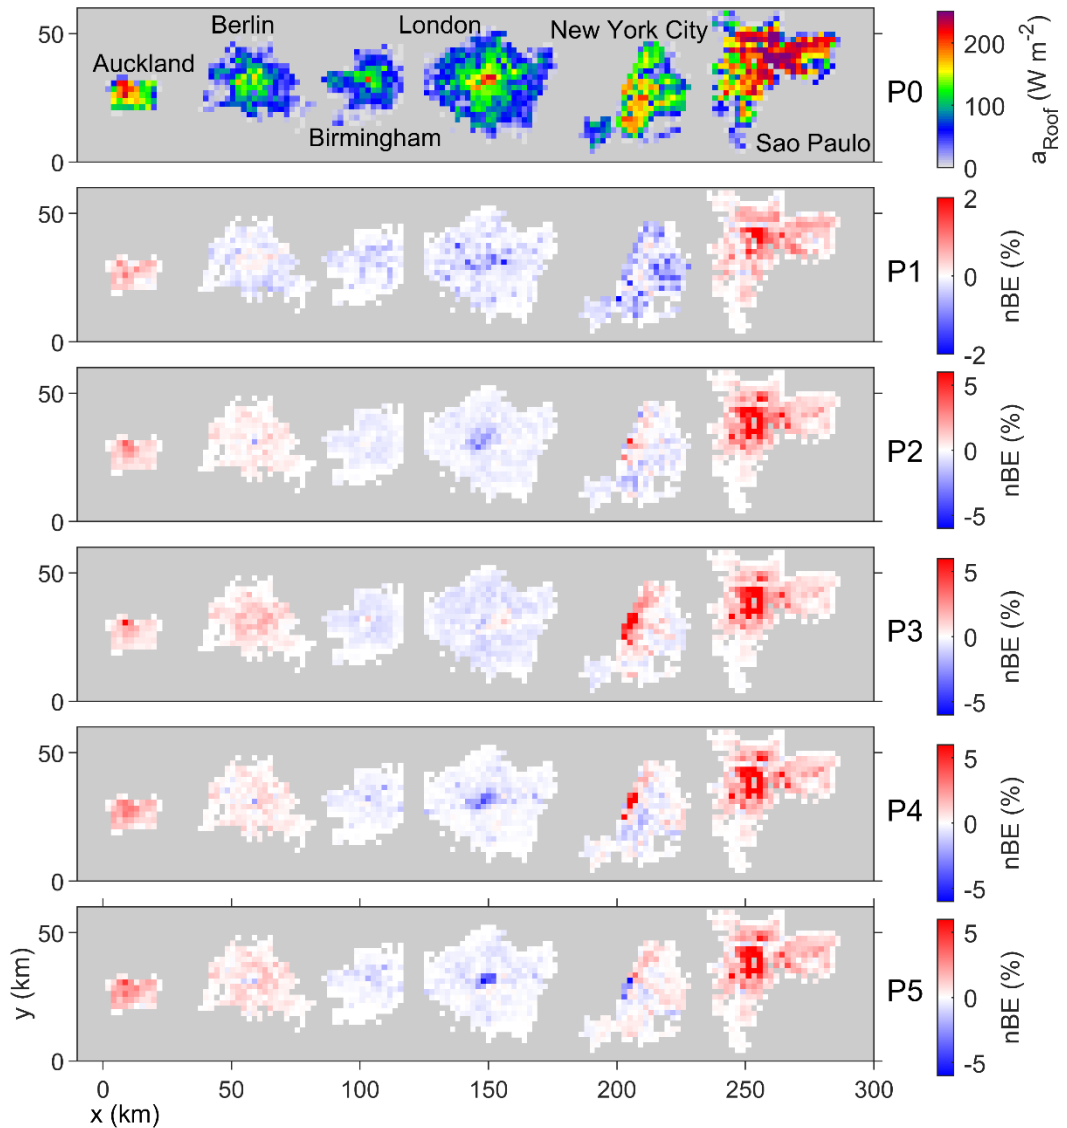 50
0
Auckland
Berlin
Birmingham
London
New York City
Sao Paulo
P0
200
100
0
a_Roof (W m⁻²)
50
0
P1
2
0
-2
nBE (%)
50
0
P2
5
0
-5
nBE (%)
50
0
P3
5
0
-5
nBE (%)
50
0
P4
5
0
-5
nBE (%)
50
0
P5
5
0
-5
nBE (%)
y (km)
0 50 100 150 200 250 300
x (km)